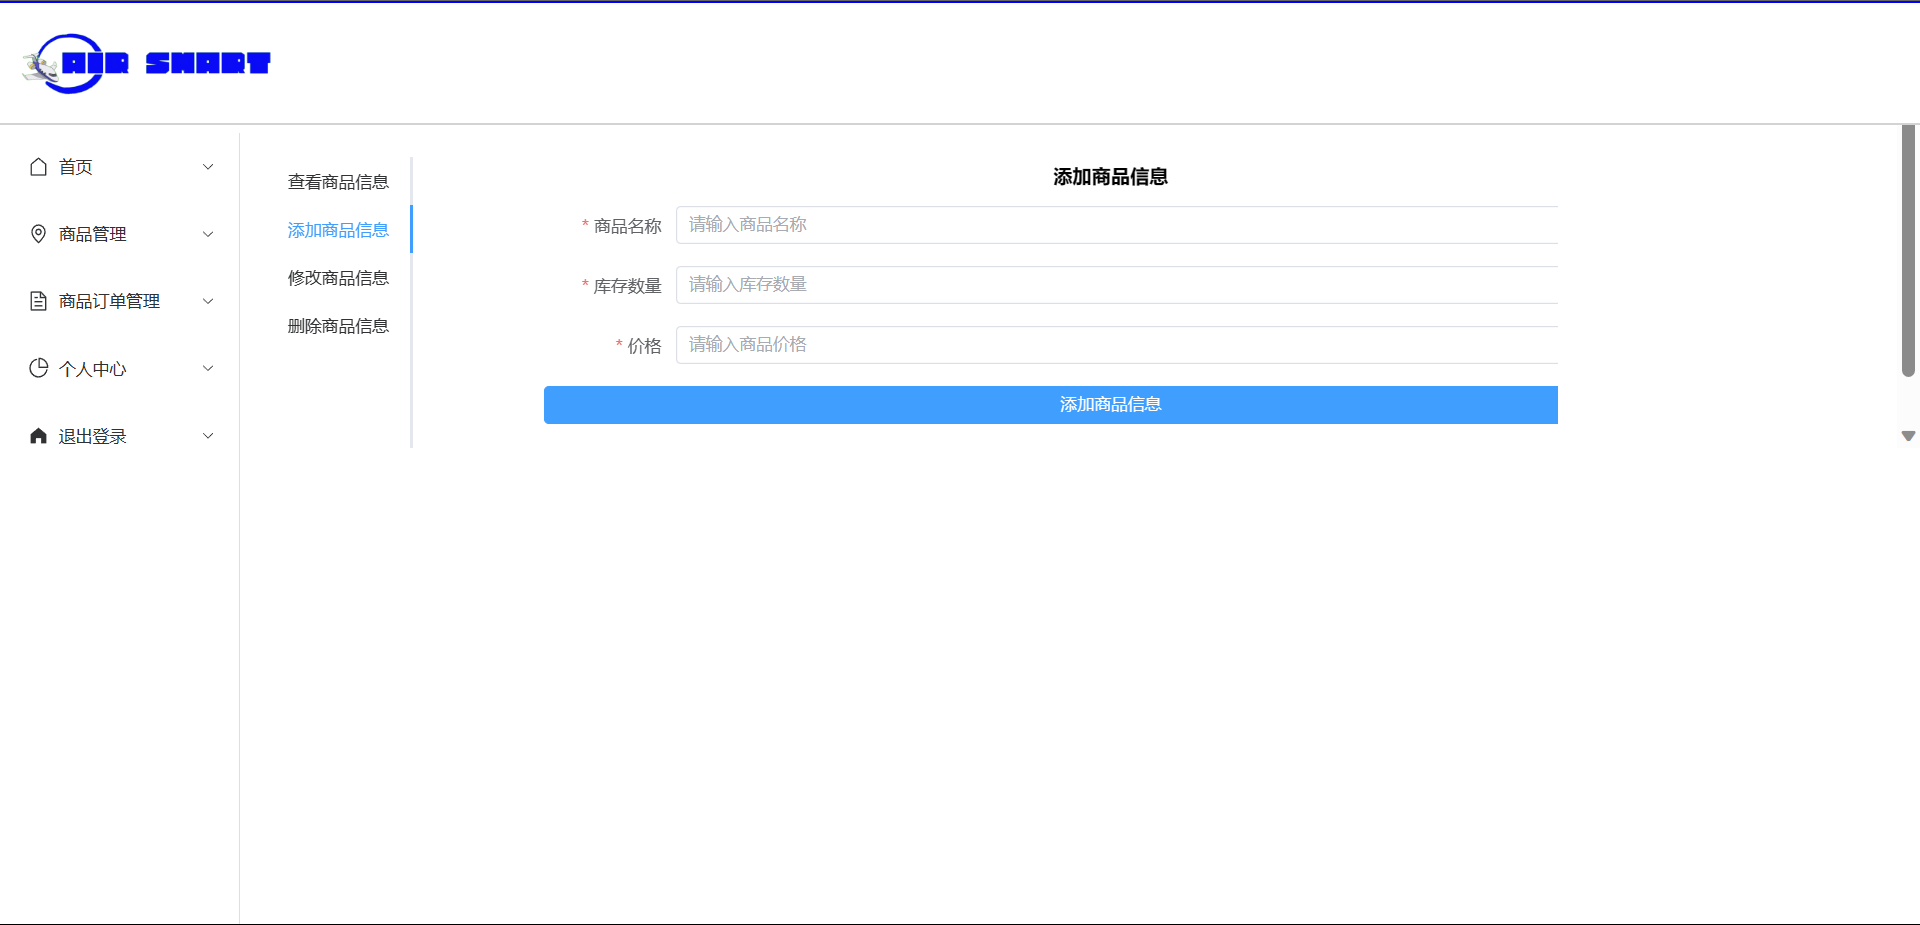 AIR SMART
首页
商品管理
商品订单管理
个人中心
退出登录
查看商品信息
添加商品信息
修改商品信息
删除商品信息
添加商品信息
* 商品名称 请输入商品名称
* 库存数量 请输入库存数量
* 价格 请输入商品价格
添加商品信息